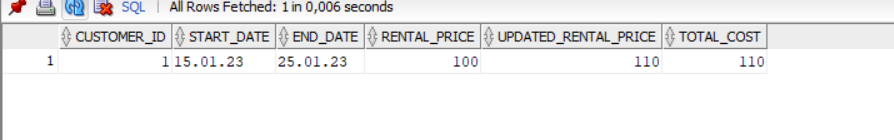 SQL | All Rows Fetched: 1 in 0,006 seconds
CUSTOMER_ID START_DATE END_DATE RENTAL_PRICE UPDATED_RENTAL_PRICE TOTAL_COST
1 1 15.01.23 25.01.23 100 110 110